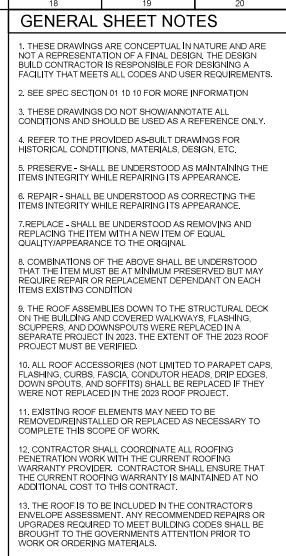 18 19 20
GENERAL SHEET NOTES
1. THESE DRAWINGS ARE CONCEPTUAL IN NATURE AND ARE
NOT A REPRESENTATION OF A FINAL DESIGN. THE DESIGN
BUILD CONTRACTOR IS RESPONSIBLE FOR DESIGNING A
FACILITY THAT MEETS ALL CODES AND USER REQUIREMENTS.
2. SEE SPEC SECTION 01 10 10 FOR MORE INFORMATION
3. THESE DRAWINGS DO NOT SHOW/ANNOTATE ALL
CONDITIONS AND SHOULD BE USED AS A REFERENCE ONLY.
4. REFER TO THE PROVIDED AS-BUILT DRAWINGS FOR
HISTORICAL CONDITIONS, MATERIALS, DESIGN, ETC.
5. PRESERVE - SHALL BE UNDERSTOOD AS MAINTAINING THE
ITEMS INTEGRITY WHILE REPAIRING ITS APPEARANCE.
6. REPAIR - SHALL BE UNDERSTOOD AS CORRECTING THE
ITEMS INTEGRITY WHILE REPAIRING ITS APPEARANCE.
7.REPLACE - SHALL BE UNDERSTOOD AS REMOVING AND
REPLACING THE ITEM WITH A NEW ITEM OF EQUAL
QUALITY/APPEARANCE TO THE ORIGINAL
8. COMBINATIONS OF THE ABOVE SHALL BE UNDERSTOOD
THAT THE ITEM MUST BE AT MINIMUM PRESERVED BUT MAY
REQUIRE REPAIR OR REPLACEMENT DEPENDANT ON EACH
ITEMS EXISTING CONDITION
9. THE ROOF ASSEMBLIES DOWN TO THE STRUCTURAL DECK
ON THE BUILDING AND COVERED WALKWAYS, FLASHING,
SCUPPERS, AND DOWNSPOUTS WERE REPLACED IN A
SEPARATE PROJECT IN 2023. THE EXTENT OF THE 2023 ROOF
PROJECT MUST BE VERIFIED.
10. ALL ROOF ACCESSORIES (NOT LIMITED TO PARAPET CAPS,
FLASHING, CURBS, FASCIA, CONDUTOR HEADS, DRIP EDGES,
DOWN SPOUTS, AND SOFFITS) SHALL BE REPLACED IF THEY
WERE NOT REPLACED IN THE 2023 ROOF PROJECT.
11. EXISTING ROOF ELEMENTS MAY NEED TO BE
REMOVED/REINSTALLED OR REPLACED AS NECESSARY TO
COMPLETE THIS SCOPE OF WORK.
12. CONTRACTOR SHALL COORDINATE ALL ROOFING
PENETRATION WORK WITH THE CURRENT ROOFING
WARRANTY PROVIDER. CONTRACTOR SHALL ENSURE THAT
THE CURRENT ROOFING WARRANTY IS MAINTAINED AT NO
ADDITIONAL COST TO THIS CONTRACT.
13. THE ROOF IS TO BE INCLUDED IN THE CONTRACTOR'S
ENVELOPE ASSESSMENT. ANY RECOMMENDED REPAIRS OR
UPGRADES REQUIRED TO MEET BUILDING CODES SHALL BE
BROUGHT TO THE GOVERNMENTS ATTENTION PRIOR TO
WORK OR ORDERING MATERIALS.